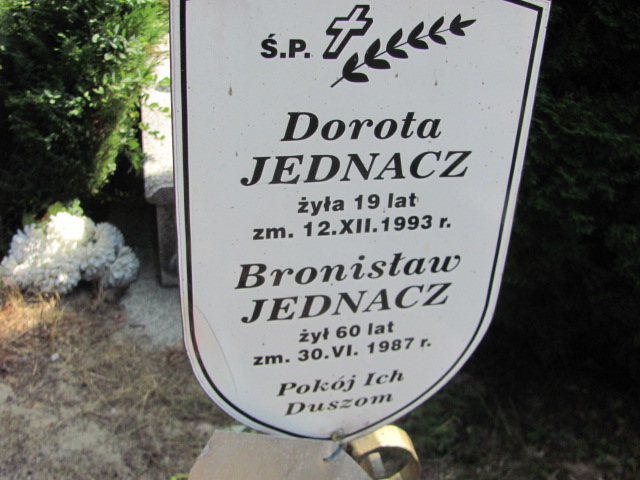 Ś.P.
Dorota
JEDNACZ
żyła 19 lat
zm. 12.XII.1993 r.
Bronisław
JEDNACZ
żył 60 lat
zm. 30.VI. 1987 r.
Pokój Ich
Duszom